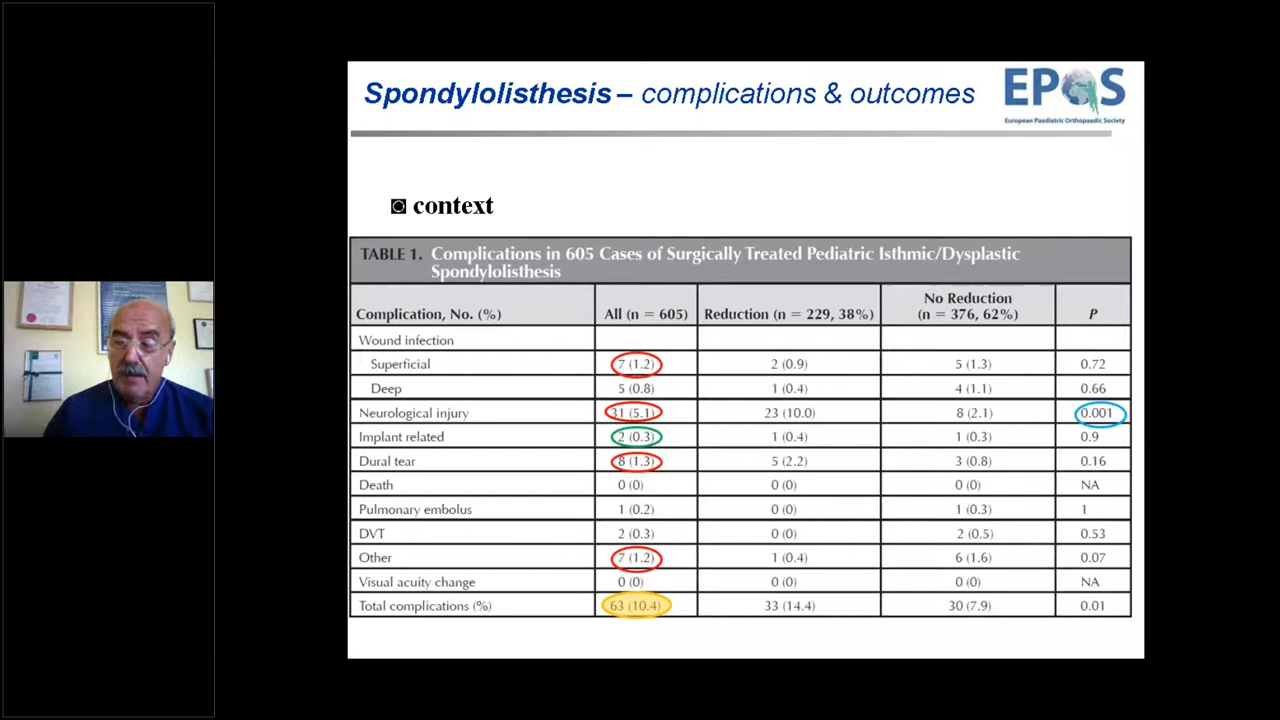 Spondylolisthesis – complications & outcomes
EPOS
European Paediatric Orthopaedic Society
context
TABLE 1. Complications in 605 Cases of Surgically Treated Pediatric Isthmic/Dysplastic
Spondylolisthesis
Complication, No. (%) All (n = 605) Reduction (n = 229, 38%) No Reduction (n = 376, 62%) P
Wound infection
Superficial 7 (1.2) 2 (0.9) 5 (1.3) 0.72
Deep 5 (0.8) 1 (0.4) 4 (1.1) 0.66
Neurological injury 31 (5.1) 23 (10.0) 8 (2.1) 0.001
Implant related 2 (0.3) 1 (0.4) 1 (0.3) 0.9
Dural tear 8 (1.3) 5 (2.2) 3 (0.8) 0.16
Death 0 (0) 0 (0) 0 (0) NA
Pulmonary embolus 1 (0.2) 0 (0) 1 (0.3) 1
DVT 2 (0.3) 0 (0) 2 (0.5) 0.53
Other 7 (1.2) 1 (0.4) 6 (1.6) 0.07
Visual acuity change 0 (0) 0 (0) 0 (0) NA
Total complications (%) 63 (10.4) 33 (14.4) 30 (7.9) 0.01